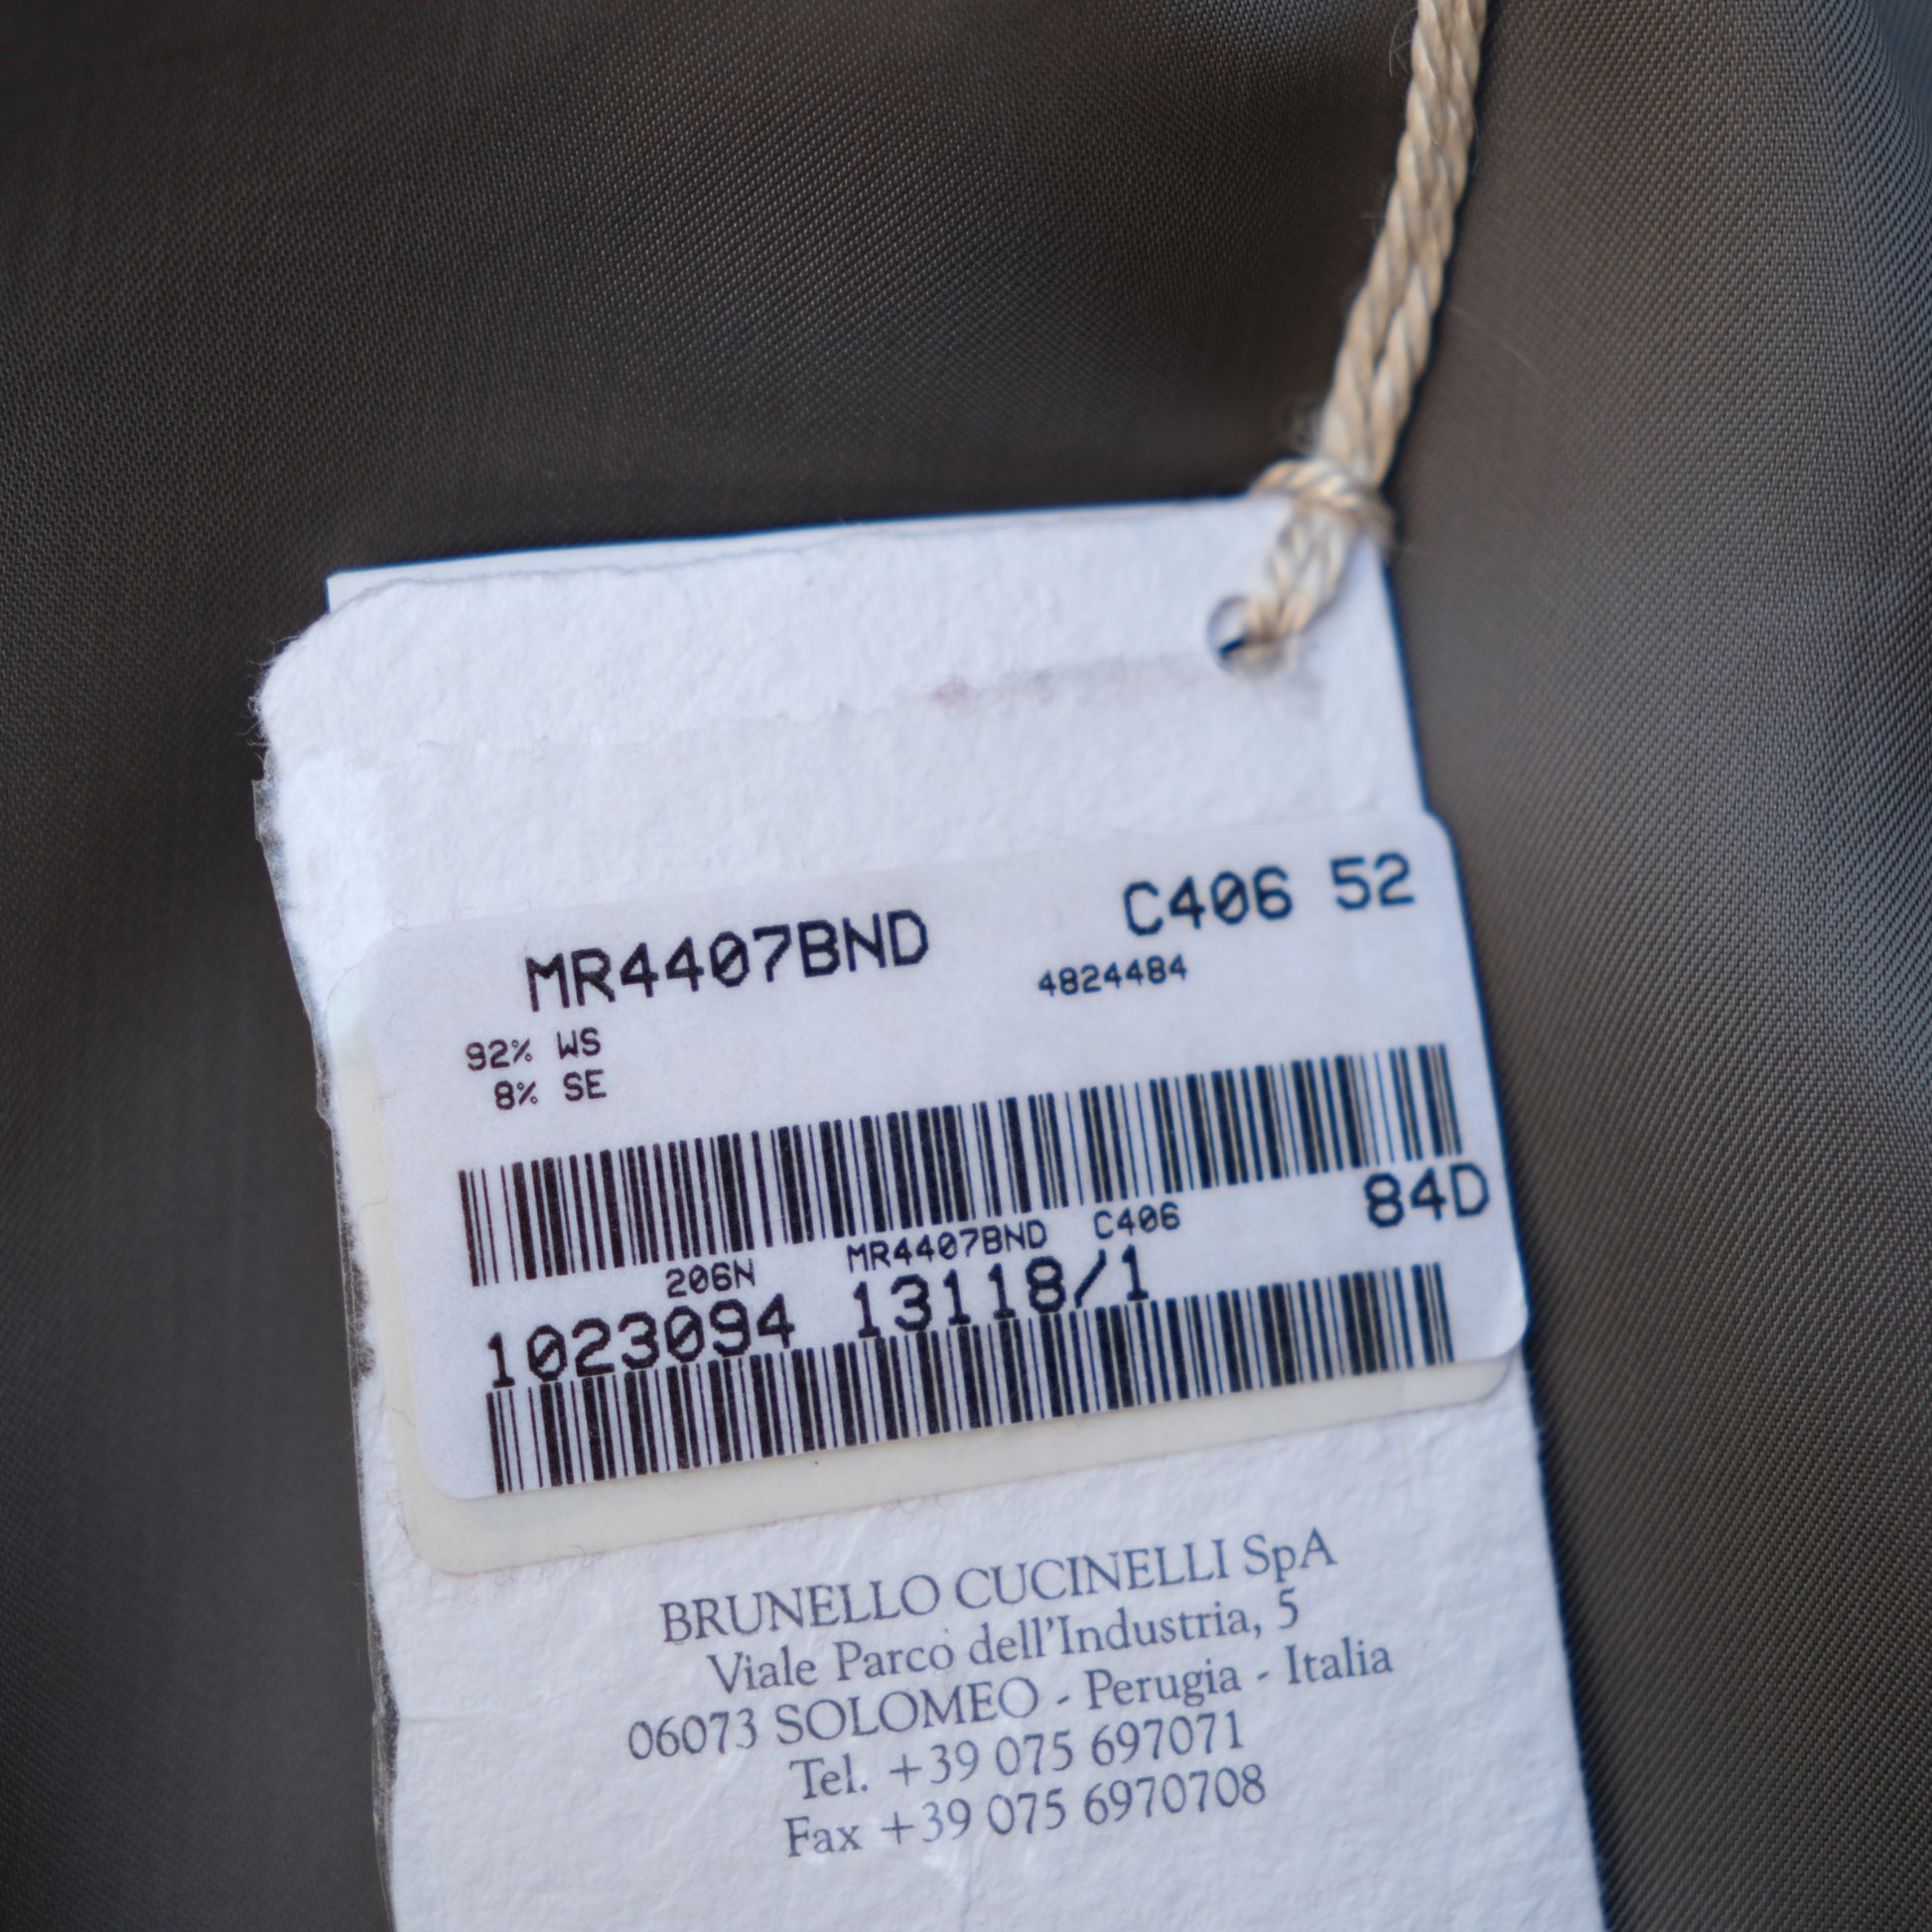 MR4407BND C406 52
4824484
92% WS
8% SE
84D
206N MR4407BND C406
1023094 13118/1
BRUNELLO CUCINELLI SpA
Viale Parco dell'Industria, 5
06073 SOLOMEO - Perugia - Italia
Tel. +39 075 697071
Fax +39 075 6970708